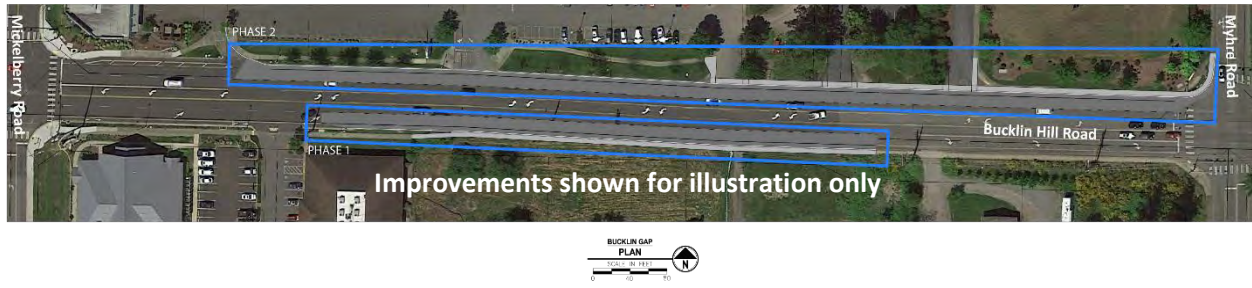 PHASE 2
Mickelberry Road
Myhre Road
Bucklin Hill Road
PHASE 1
Improvements shown for illustration only
BUCKLIN GAP
PLAN
SCALE IN FEET
N
0 40